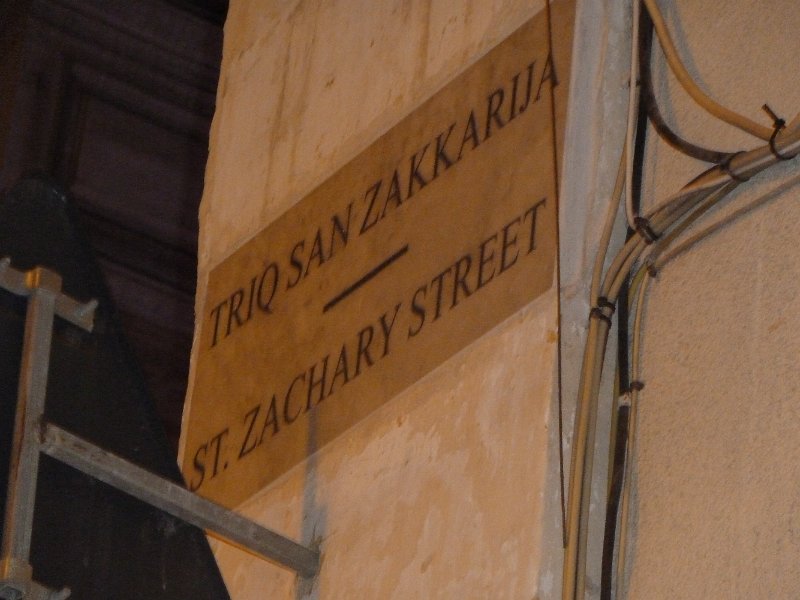 TRIQ SAN ZAKKARIJA
ST. ZACHARY STREET